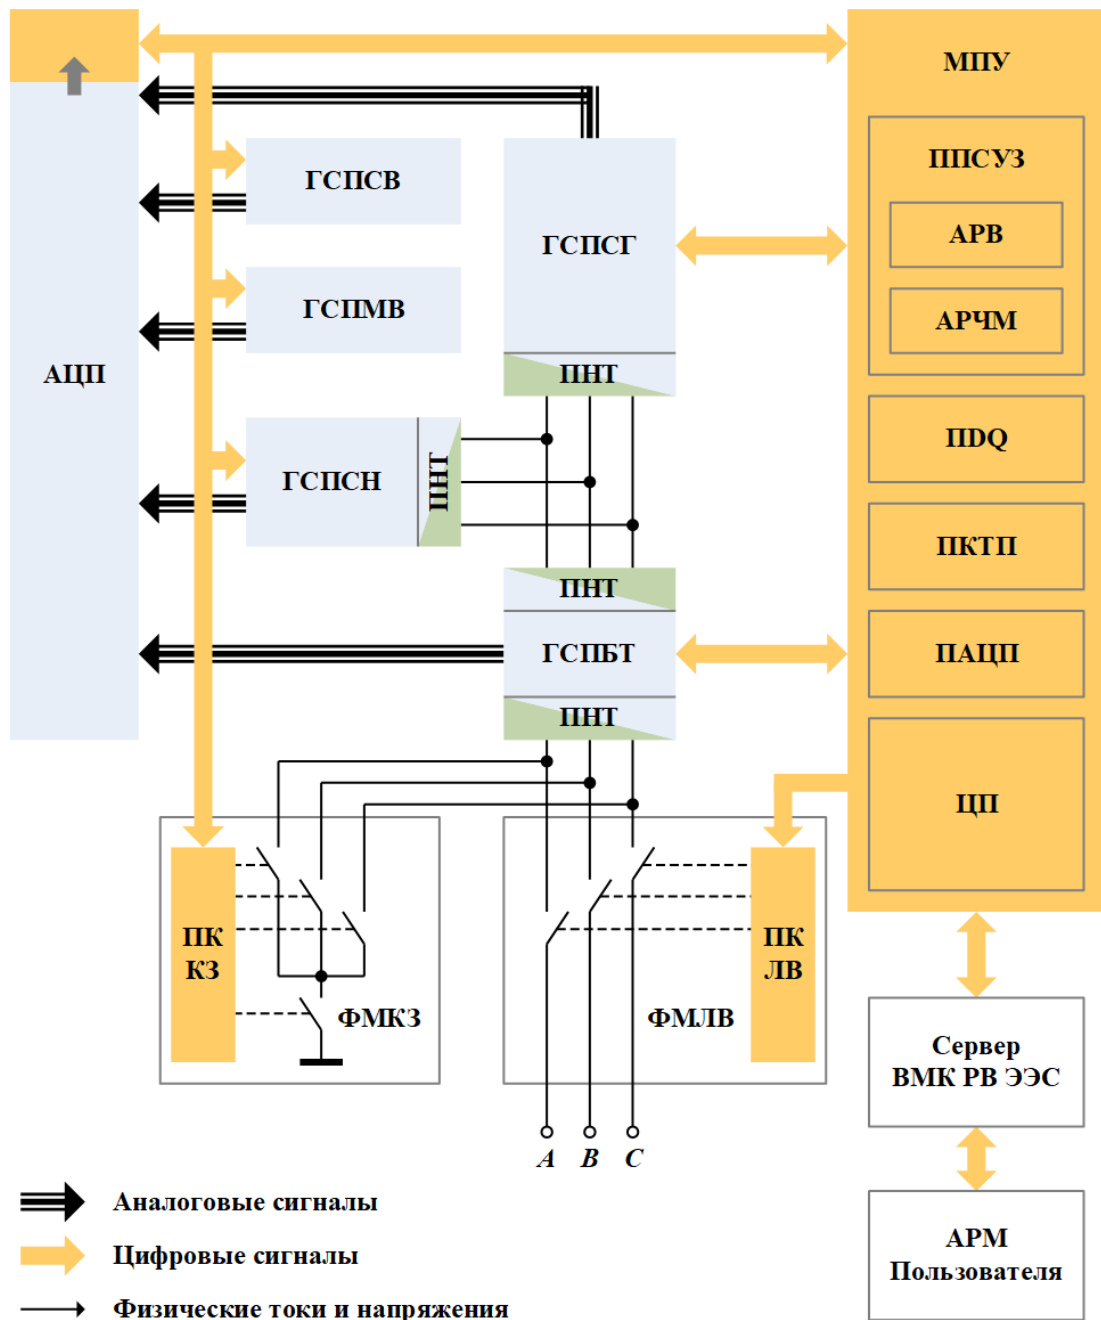 МПУ
ППСУЗ
ГСПСВ
АРВ
ГСПСГ
ГСПМВ
АРЧМ
АЦП
ПНТ
ПDQ
ГСПСН
ПНТ
ПКТП
ПНТ
ГСПБТ
ПАЦП
ПНТ
ЦП
ПК
КЗ
ПК
ЛВ
ФМКЗ
ФМЛВ
Сервер
ВМК РВ ЭЭС
A
B
C
Аналоговые сигналы
Цифровые сигналы
Физические токи и напряжения
АРМ
Пользователя